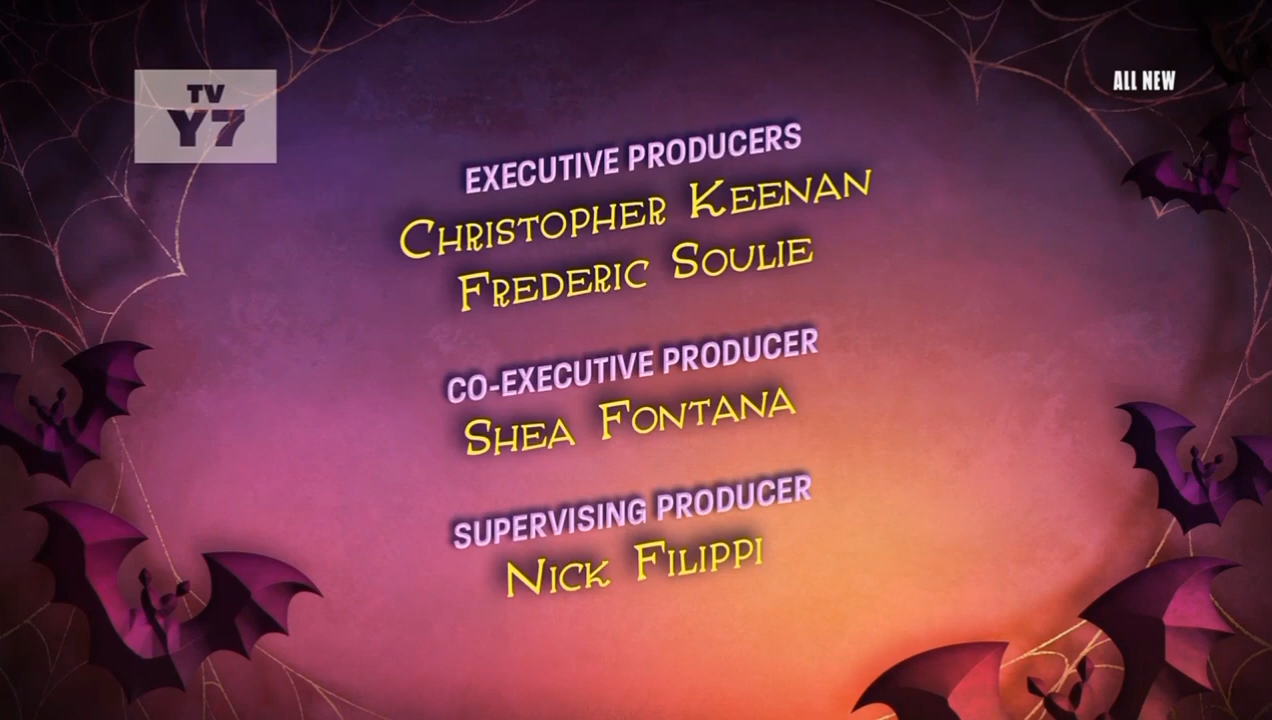 TV
Y7
ALL NEW
EXECUTIVE PRODUCERS
CHRISTOPHER KEENAN
FREDERIC SOULIE
CO-EXECUTIVE PRODUCER
SHEA FONTANA
SUPERVISING PRODUCER
NICK FILIPPI